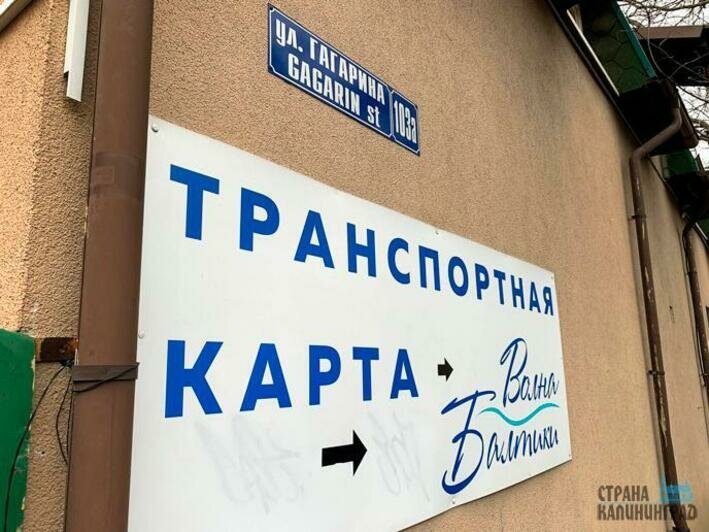 ул. ГАГАРИНА
GAGARIN st
103а
ТРАНСПОРТНАЯ
КАРТА
Волна
Балтики
СТРАНА
КАЛИНИНГРАД